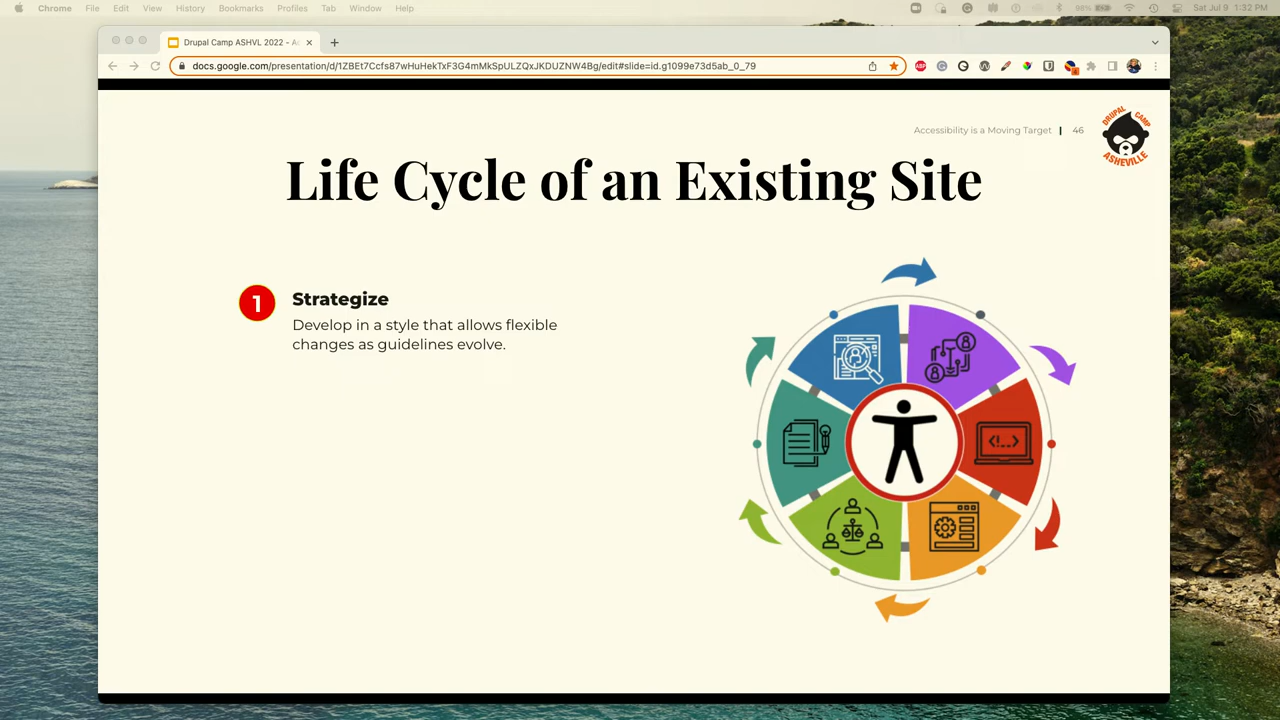 Chrome File Edit View History Bookmarks Profiles Tab Window Help
98%
Sat Jul 9 1:32 PM
Drupal Camp ASHVL 2022 - A
docs.google.com/presentation/d/1ZBEt7Ccfs87wHuHekTxF3G4mMkSpULZQxJKDUZNW4Bg/edit#slide=id.g1099e73d5ab_0_79
ABP
Accessibility is a Moving Target | 46
DRUPAL CAMP
ASHEVILLE
Life Cycle of an Existing Site
1
Strategize
Develop in a style that allows flexible
changes as guidelines evolve.
<!...>